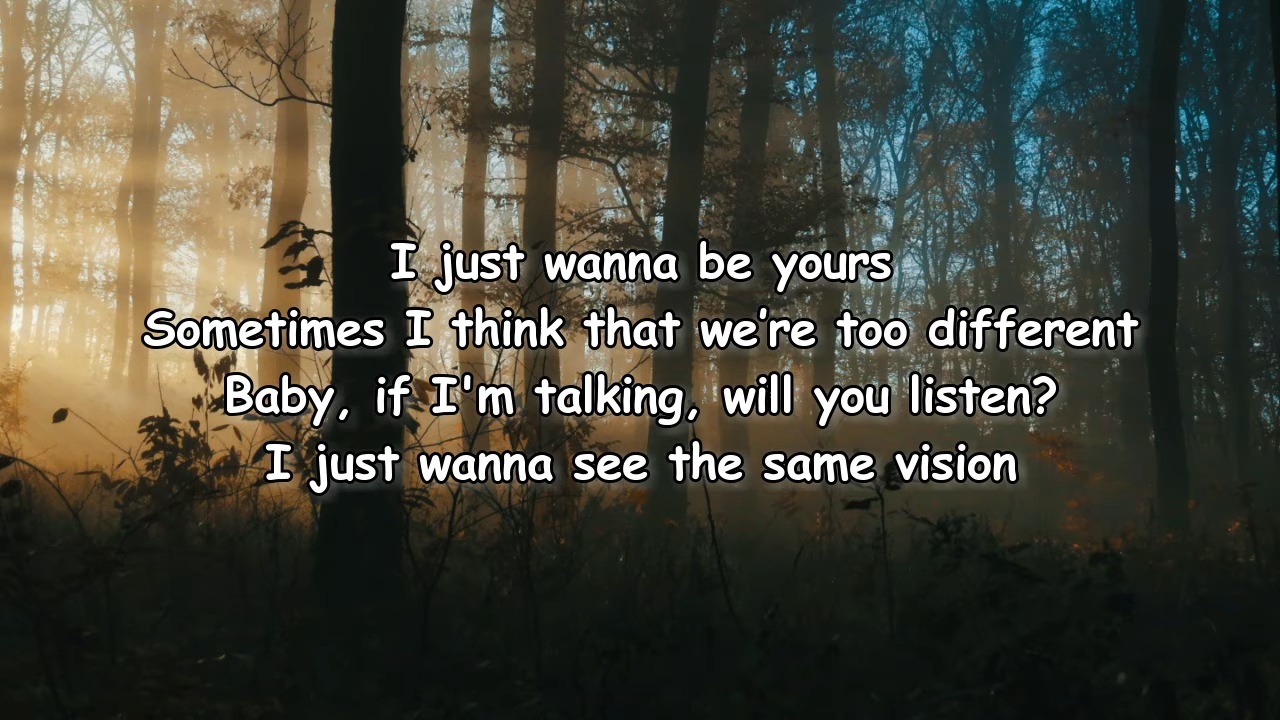 I just wanna be yours
Sometimes I think that we’re too different
Baby, if I'm talking, will you listen?
I just wanna see the same vision